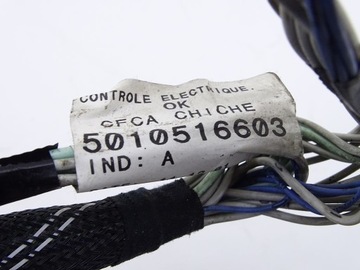 CONTROLE ELECTRIQUE.
OK
CFCA CHICHE
5010516603
IND: A